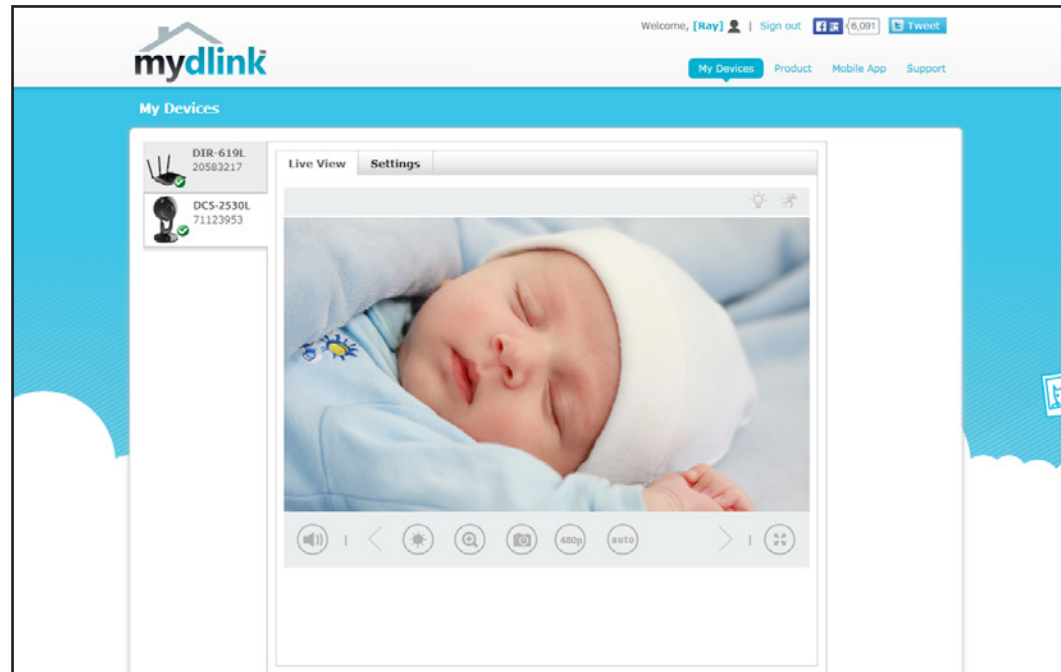 Welcome, [Ray] | Sign out 6,091 Tweet
mydlink
My Devices Product Mobile App Support
My Devices
DIR-619L
20583217
DCS-2530L
71123953
Live View Settings
480p auto